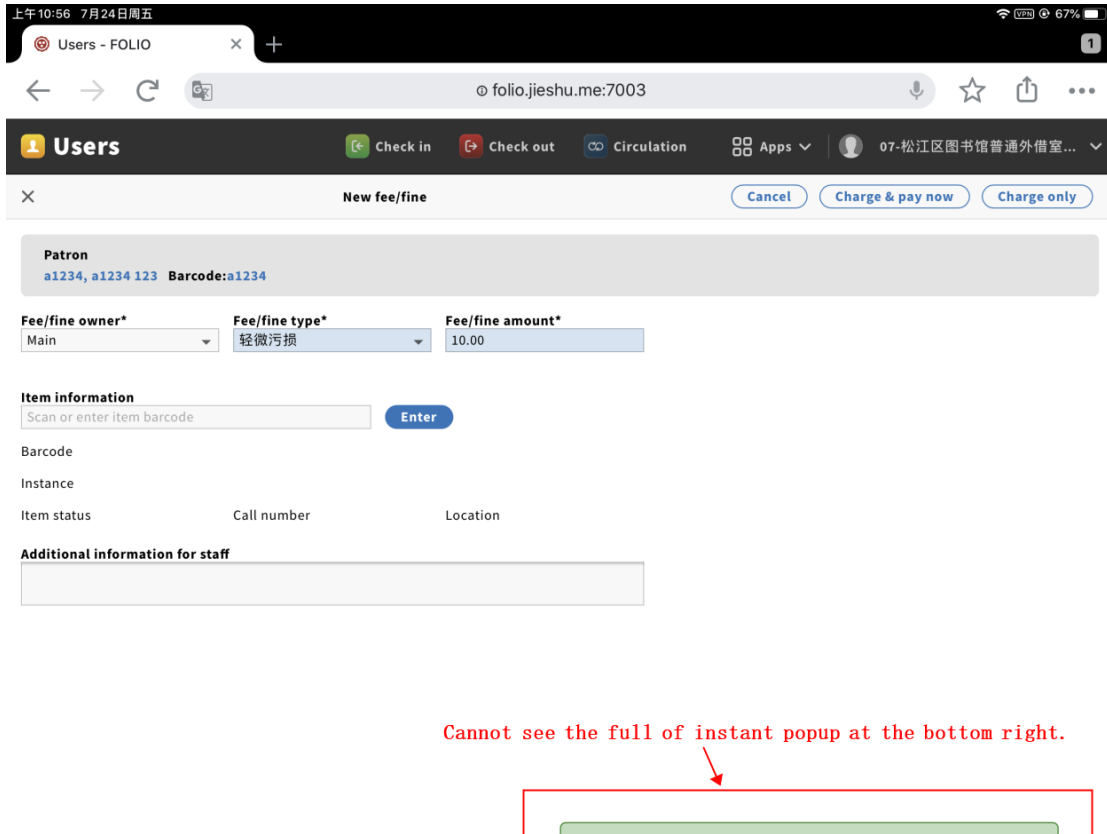 上午10:56 7月24日周五
VPN 67%
Users - FOLIO
1
folio.jieshu.me:7003
Users
Check in
Check out
Circulation
Apps
07-松江区图书馆普通外借室...
New fee/fine
Cancel
Charge & pay now
Charge only
Patron
a1234, a1234 123 Barcode:a1234
Fee/fine owner* Fee/fine type* Fee/fine amount*
Main 轻微污损 10.00
Item information
Scan or enter item barcode Enter
Barcode
Instance
Item status Call number Location
Additional information for staff
Cannot see the full of instant popup at the bottom right.